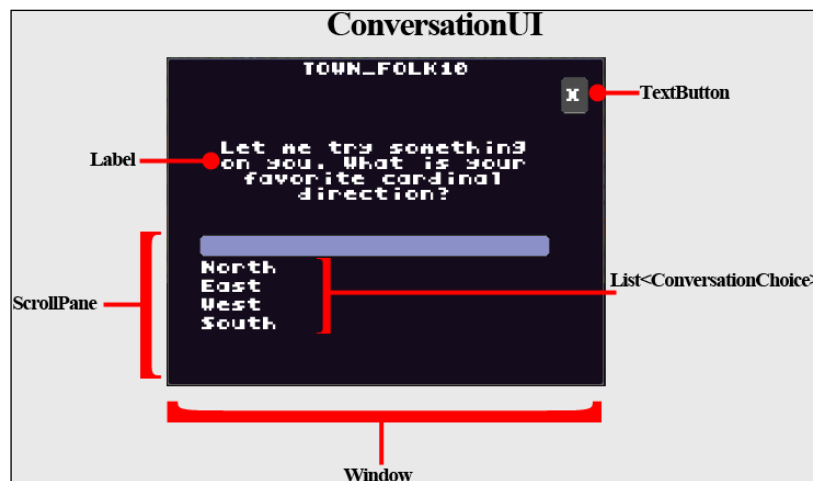 ConversationUI
TOWN_FOLK10
X
TextButton
Let me try something
on you. What is your
favorite cardinal
direction?
Label
North
East
West
South
List<ConversationChoice>
ScrollPane
Window